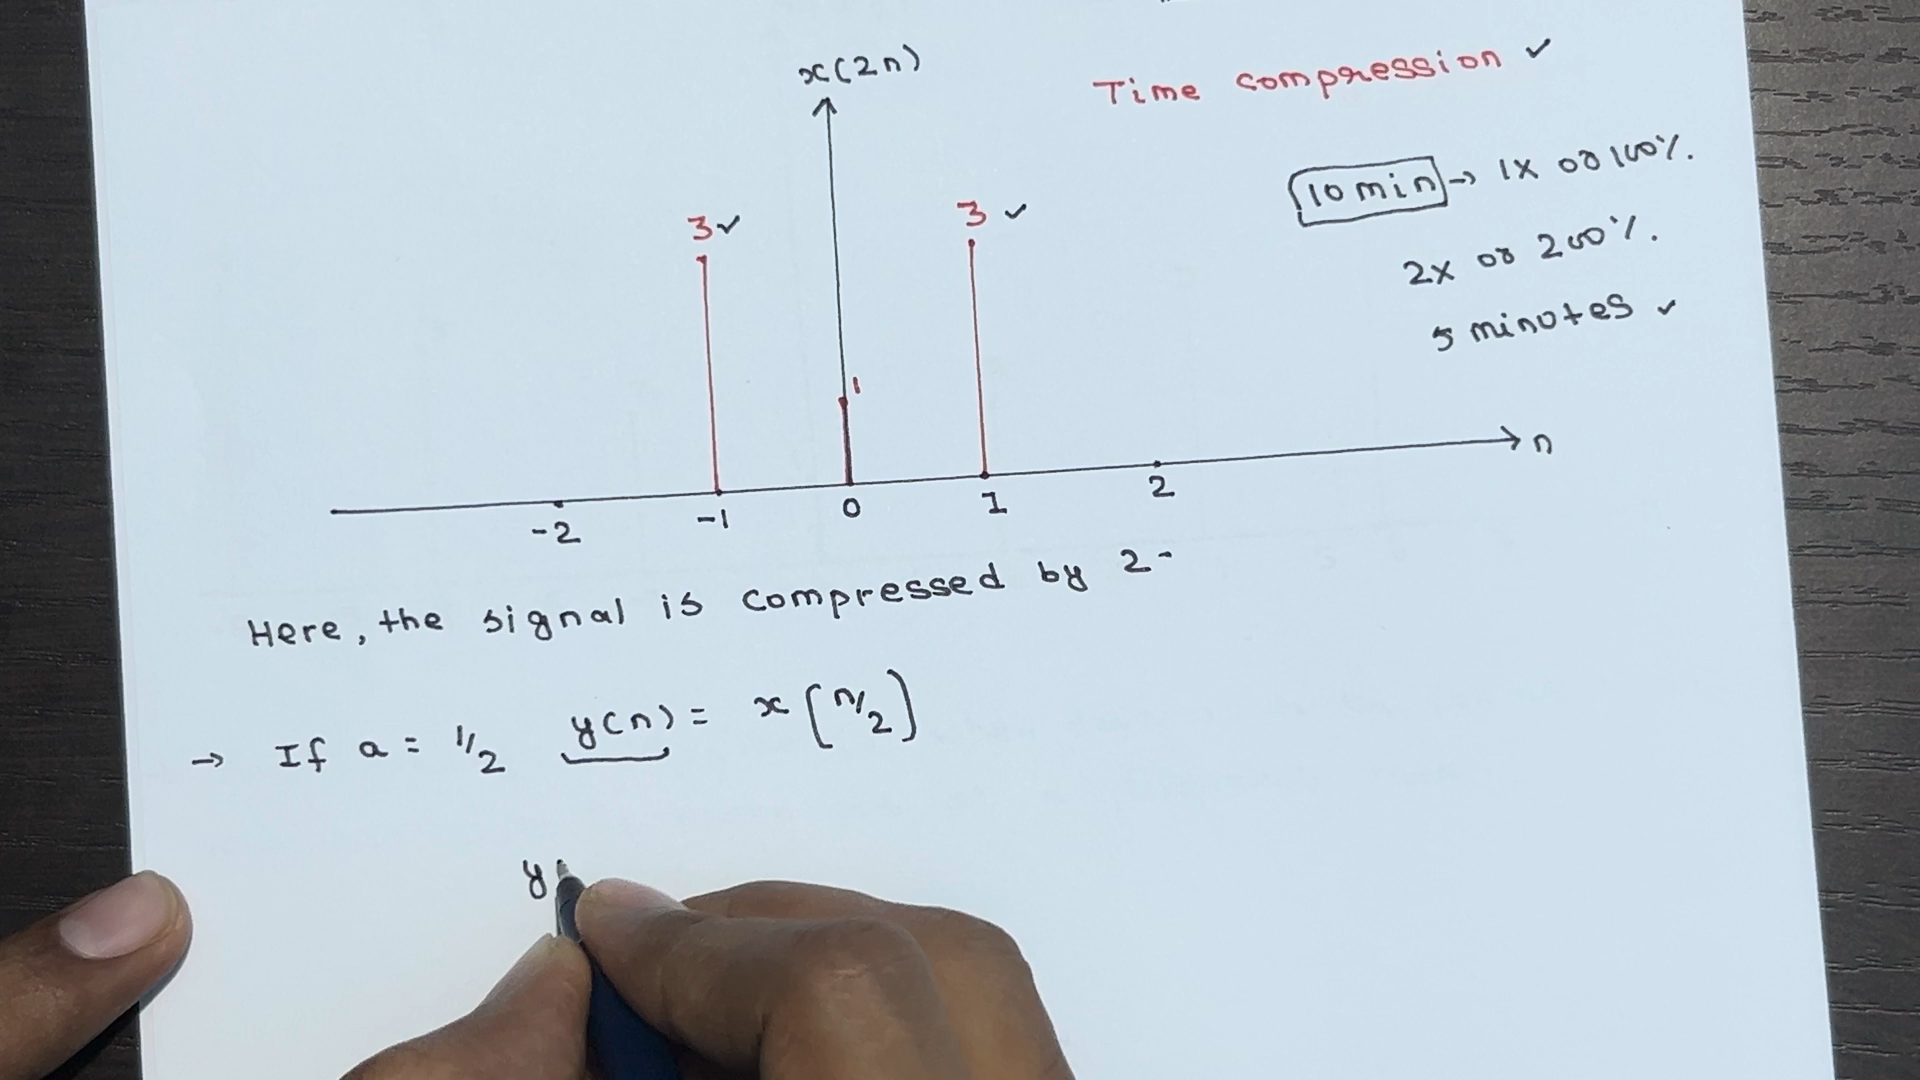 x(2n)
Time compression ✓
10 min → 1X or 100%.
2X or 200%.
5 minutes ✓
3 ✓
3 ✓
1
n
-2 -1 0 1 2
Here, the signal is compressed by 2-
→ If a = 1/2 y(n) = x[n/2]
y